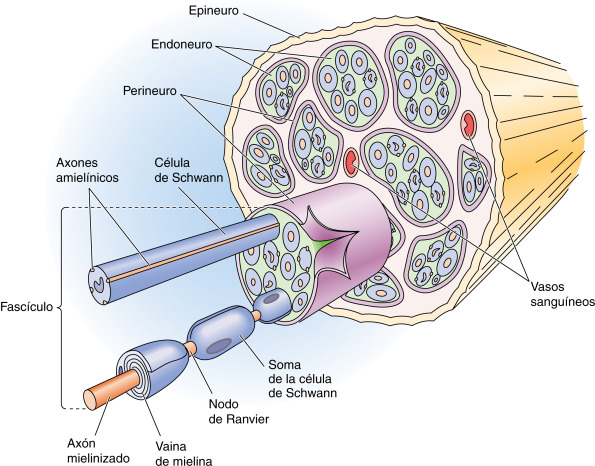 Epineuro
Endoneuro
Perineuro
Axones
amielínicos
Célula
de Schwann
Fascículo
Vasos
sanguíneos
Soma
de la célula
de Schwann
Nodo
de Ranvier
Axón
mielinizado
Vaina
de mielina